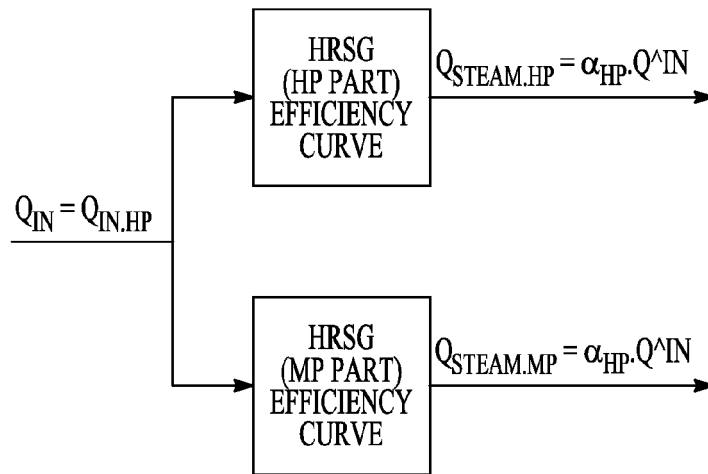 HRSG
(HP PART)
EFFICIENCY
CURVE
Q_STEAM.HP = α_HP.Q^IN
Q_IN = Q_IN.HP
HRSG
(MP PART)
EFFICIENCY
CURVE
Q_STEAM.MP = α_HP.Q^IN